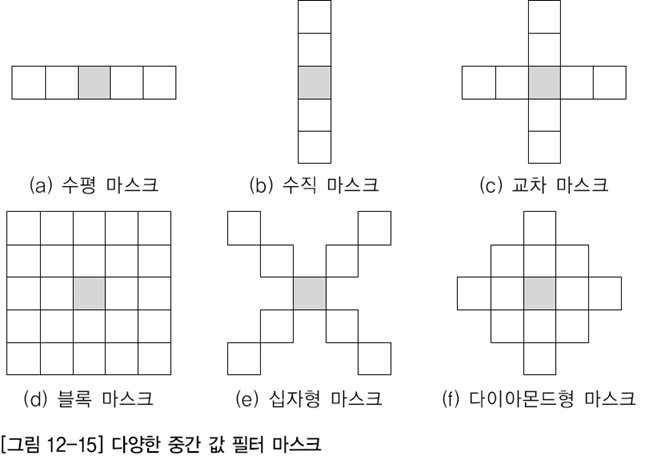 (a) 수평 마스크
(b) 수직 마스크
(c) 교차 마스크
(d) 블록 마스크
(e) 십자형 마스크
(f) 다이아몬드형 마스크
[그림 12-15] 다양한 중간 값 필터 마스크